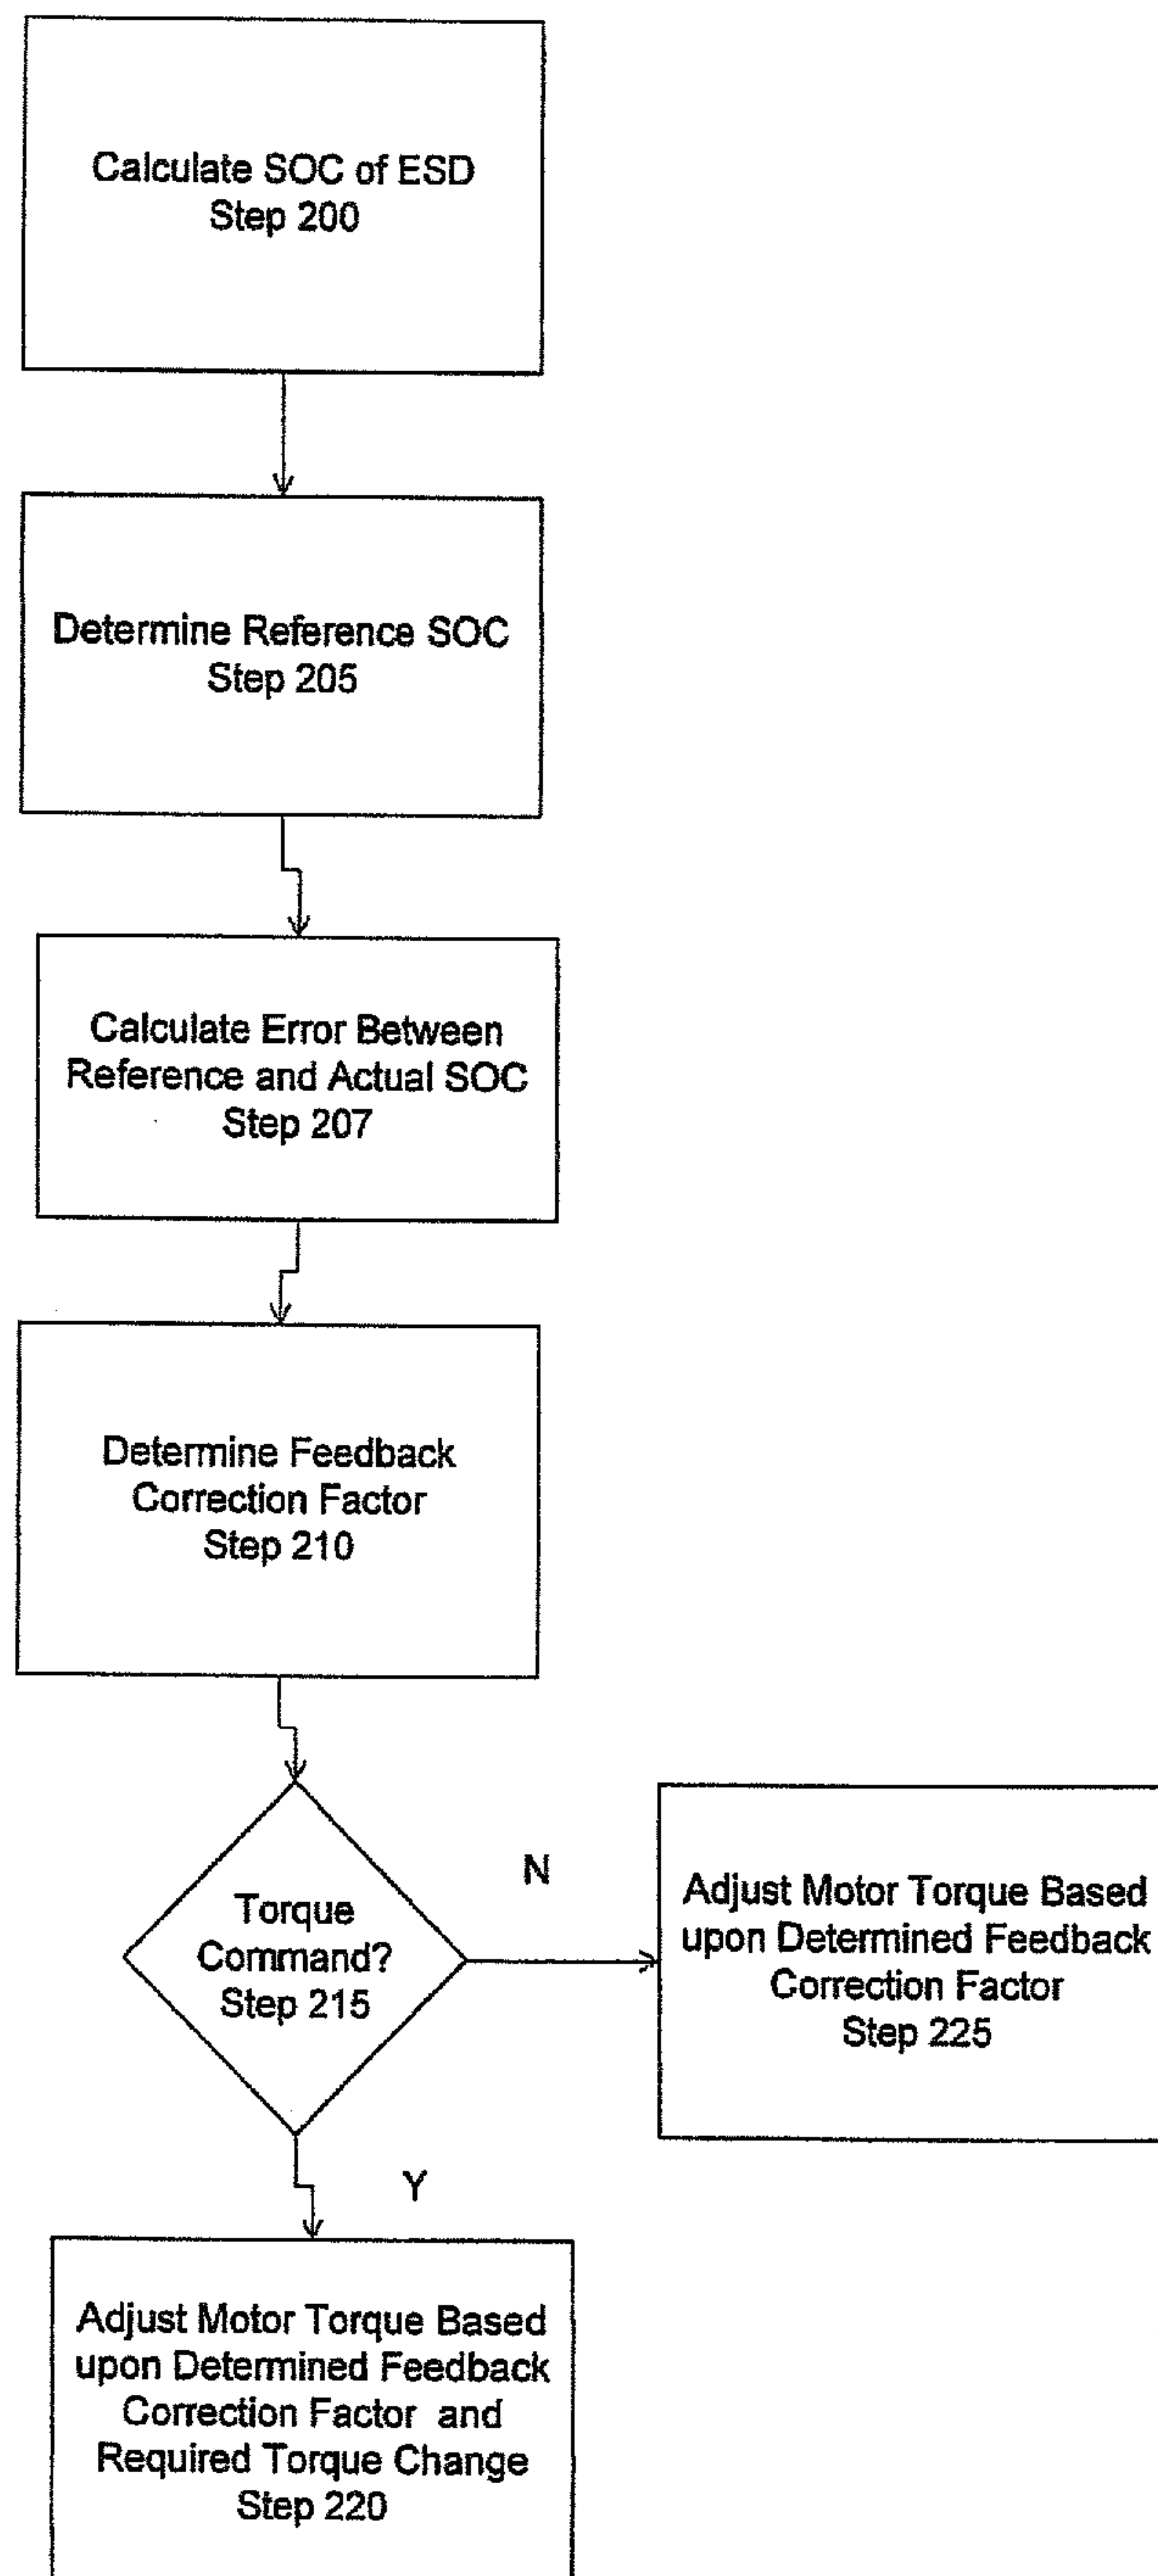 Calculate SOC of ESD
Step 200
Determine Reference SOC
Step 205
Calculate Error Between
Reference and Actual SOC
Step 207
Determine Feedback
Correction Factor
Step 210
Torque
Command?
Step 215
N
Adjust Motor Torque Based
upon Determined Feedback
Correction Factor
Step 225
Y
Adjust Motor Torque Based
upon Determined Feedback
Correction Factor and
Required Torque Change
Step 220